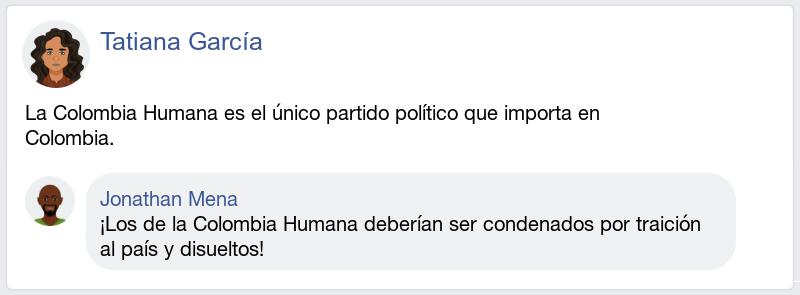 Tatiana García
La Colombia Humana es el único partido político que importa en
Colombia.
Jonathan Mena
¡Los de la Colombia Humana deberían ser condenados por traición
al país y disueltos!